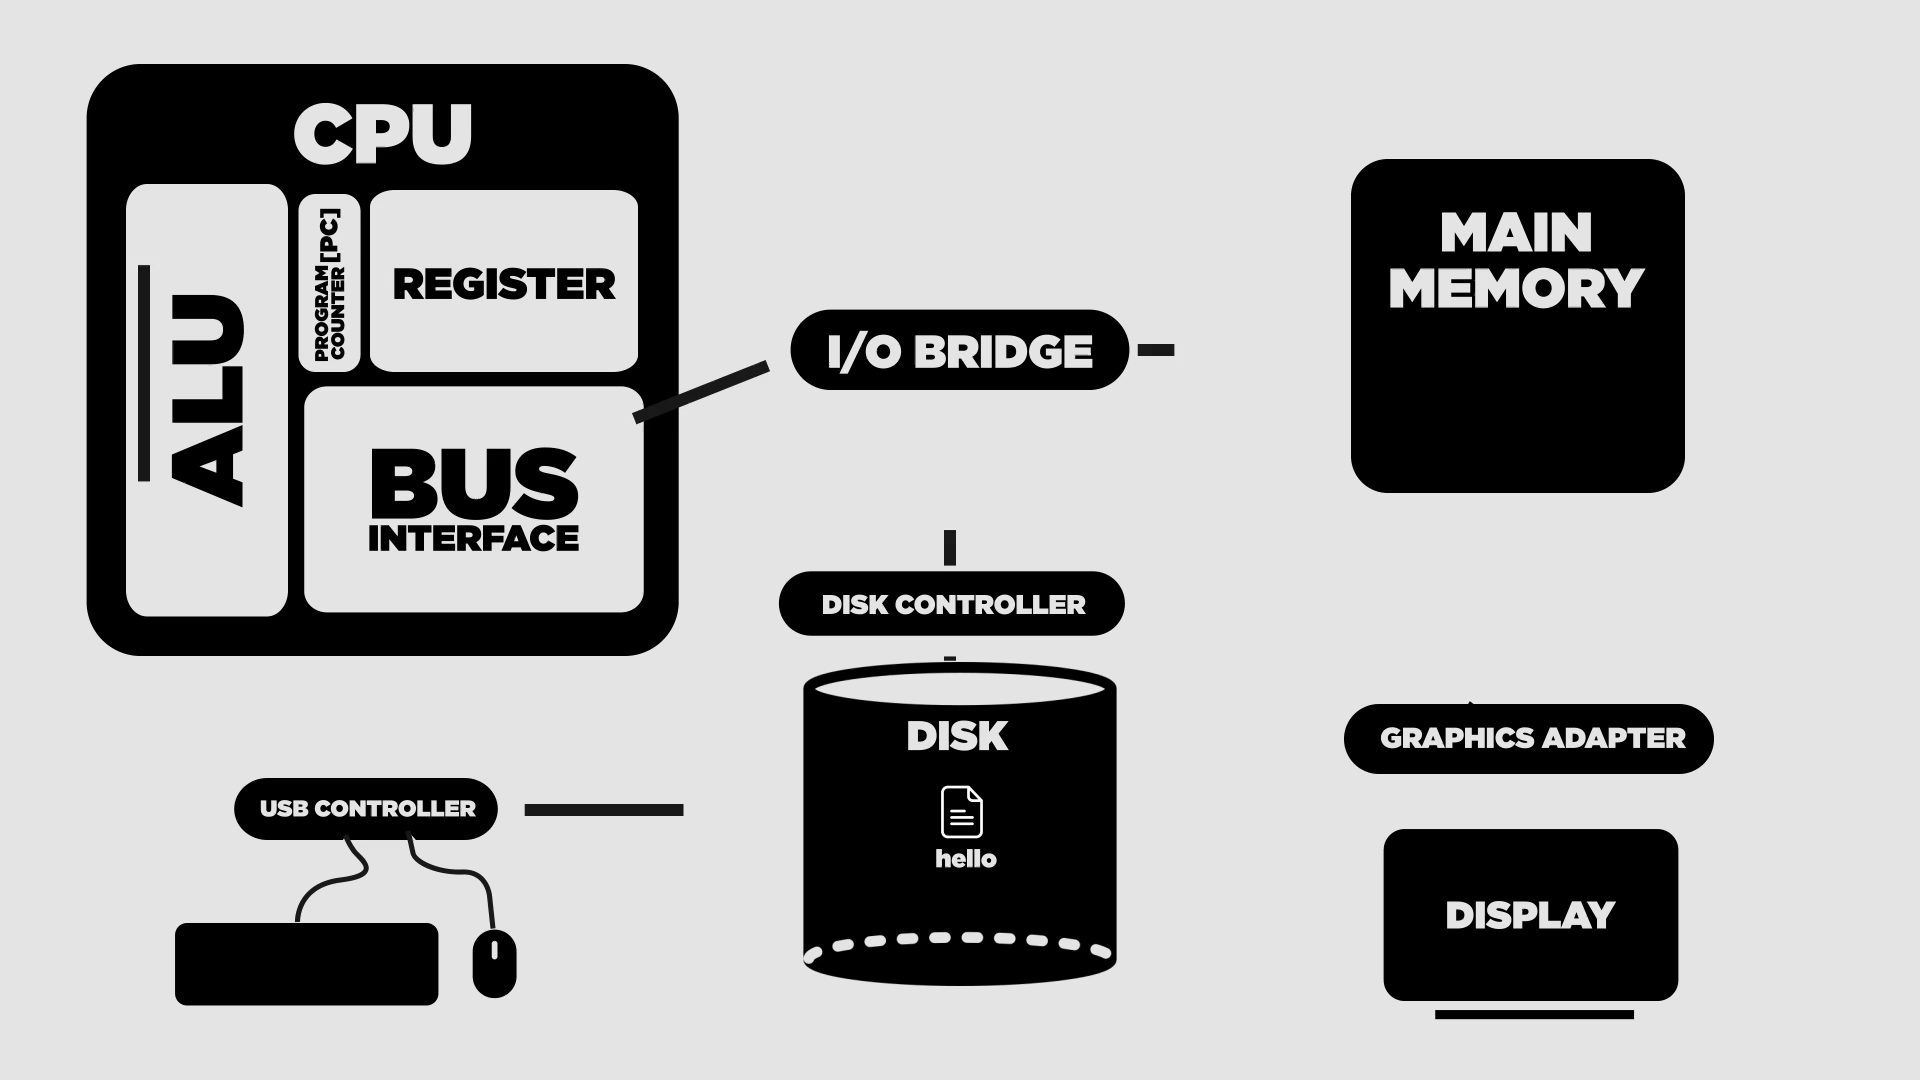 CPU
ALU
PROGRAM
COUNTER [PC]
REGISTER
BUS
INTERFACE
I/O BRIDGE
MAIN
MEMORY
DISK CONTROLLER
DISK
hello
USB CONTROLLER
GRAPHICS ADAPTER
DISPLAY